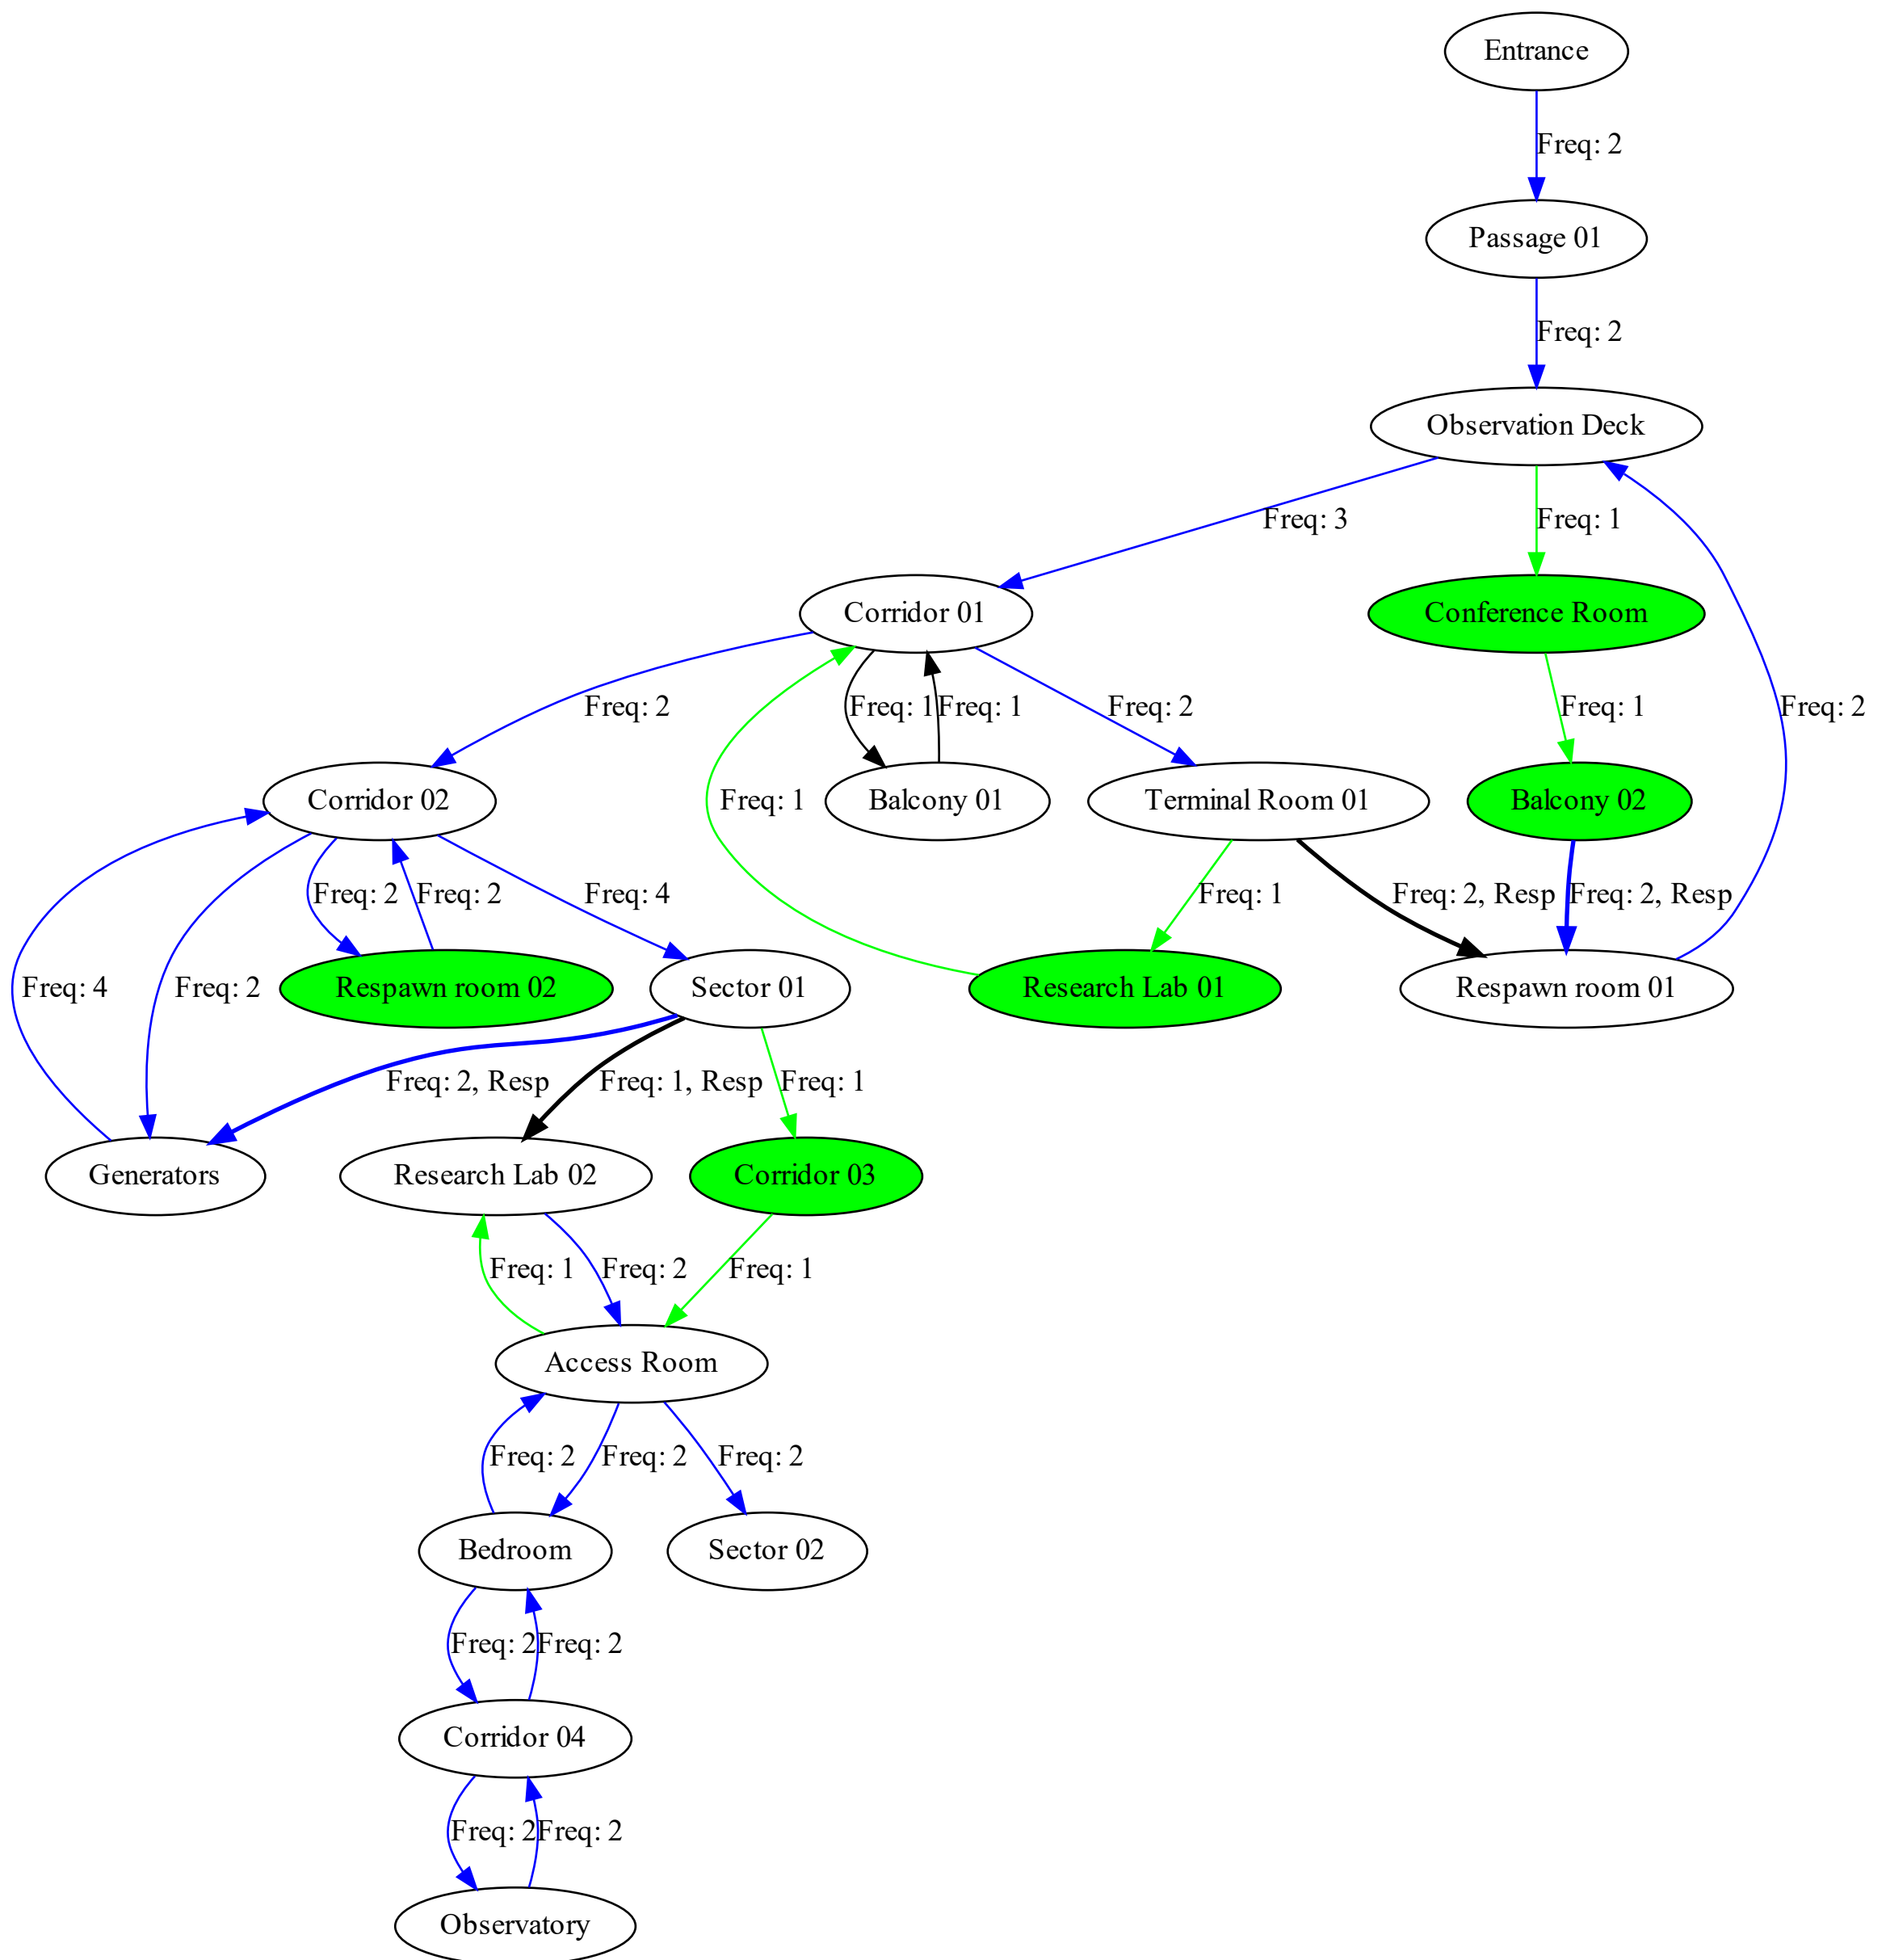 Entrance
Freq: 2
Passage 01
Freq: 2
Observation Deck
Freq: 3
Freq: 1
Corridor 01
Conference Room
Freq: 2
Freq: 1
Freq: 1
Freq: 2
Freq: 1
Freq: 2
Corridor 02
Freq: 1
Balcony 01
Terminal Room 01
Balcony 02
Freq: 2
Freq: 2
Freq: 4
Freq: 1
Freq: 2, Resp
Freq: 2, Resp
Freq: 4
Freq: 2
Respawn room 02
Sector 01
Research Lab 01
Respawn room 01
Freq: 2, Resp
Freq: 1, Resp
Freq: 1
Generators
Research Lab 02
Corridor 03
Freq: 1
Freq: 2
Freq: 1
Access Room
Freq: 2
Freq: 2
Freq: 2
Bedroom
Sector 02
Freq: 2
Freq: 2
Corridor 04
Freq: 2
Freq: 2
Observatory